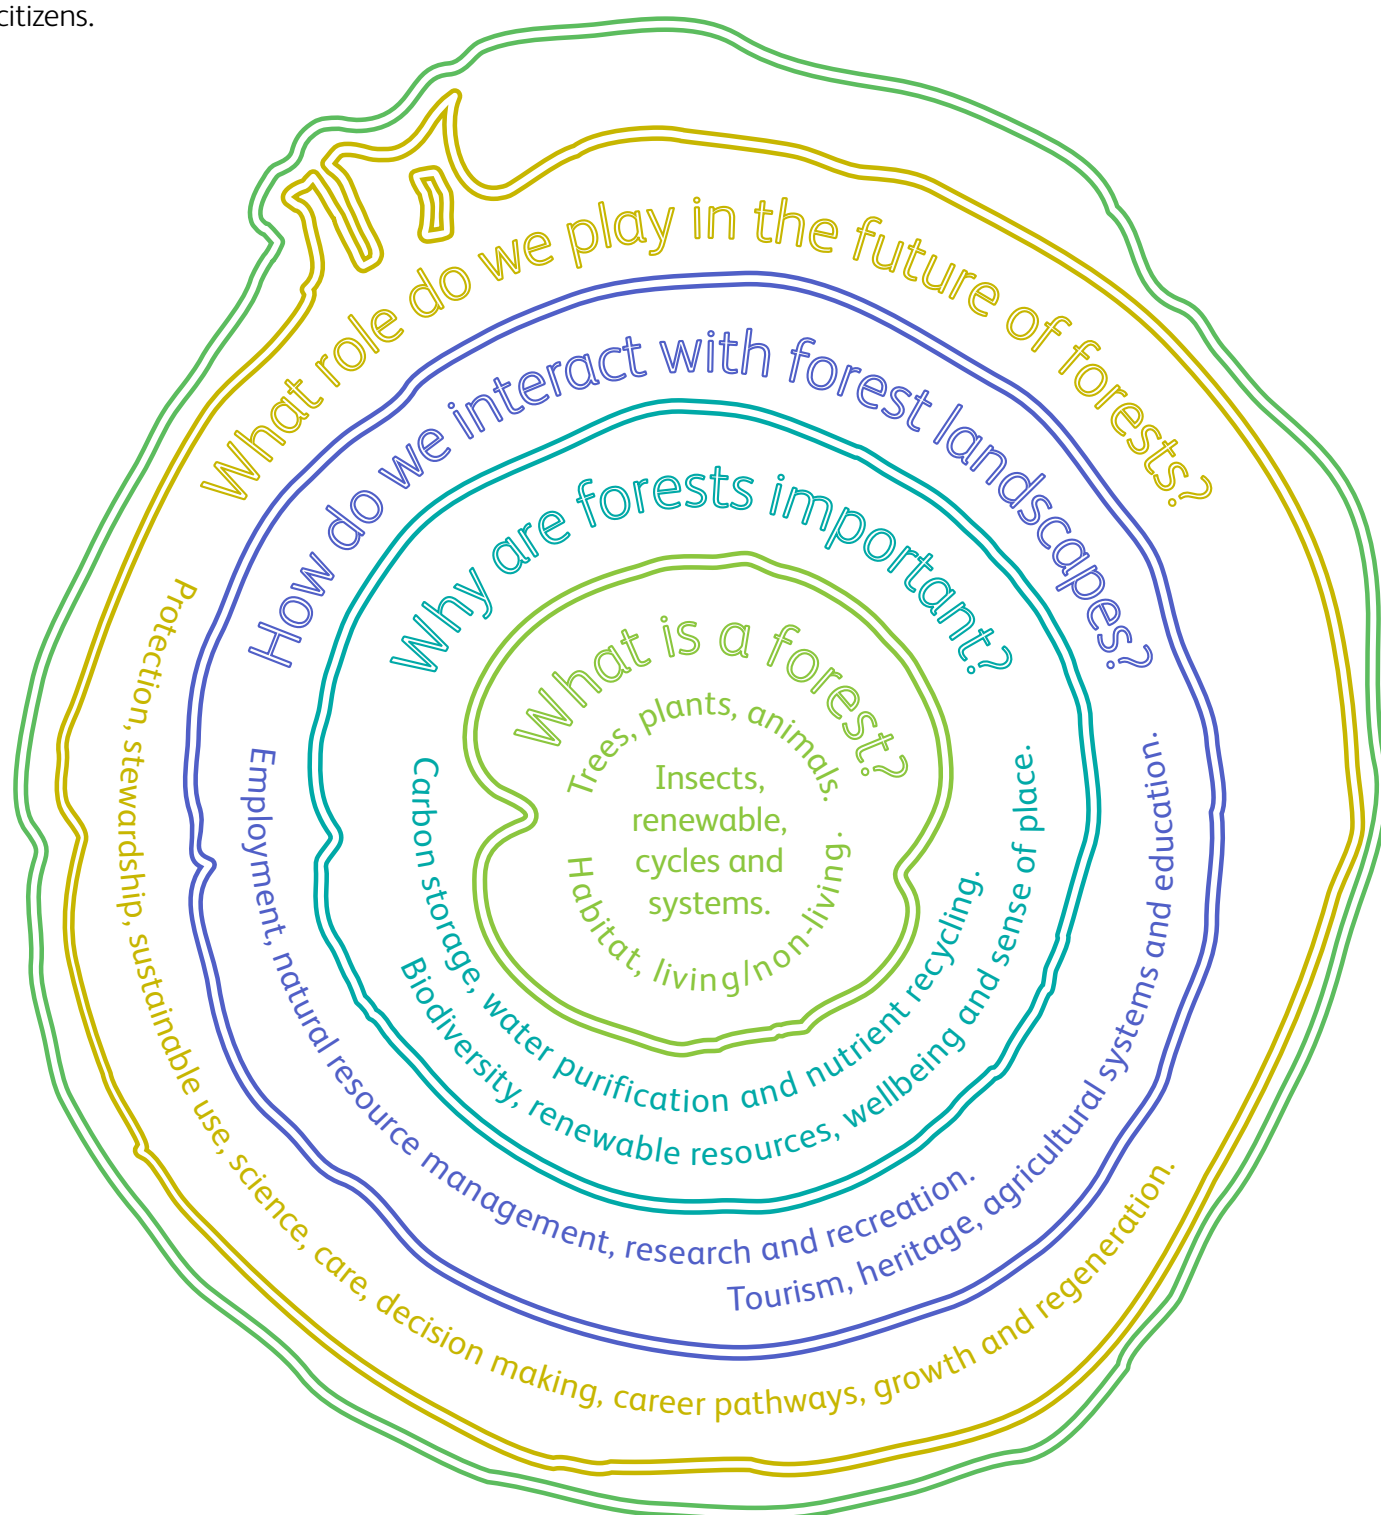 citizens.
What role do we play in the future of forests?
Protection, stewardship, sustainable use, science, care, decision making, career pathways, growth and regeneration.
How do we interact with forest landscapes?
Employment, natural resource management, research and recreation.
Tourism, heritage, agricultural systems and education.
Why are forests important?
Carbon storage, water purification and nutrient recycling.
Biodiversity, renewable resources, wellbeing and sense of place.
What is a forest?
Trees, plants, animals.
Insects,
renewable,
cycles and
systems.
Habitat, living/non-living.